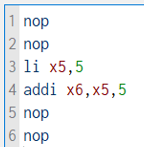 1 nop
2 nop
3 li x5,5
4 addi x6,x5,5
5 nop
6 nop